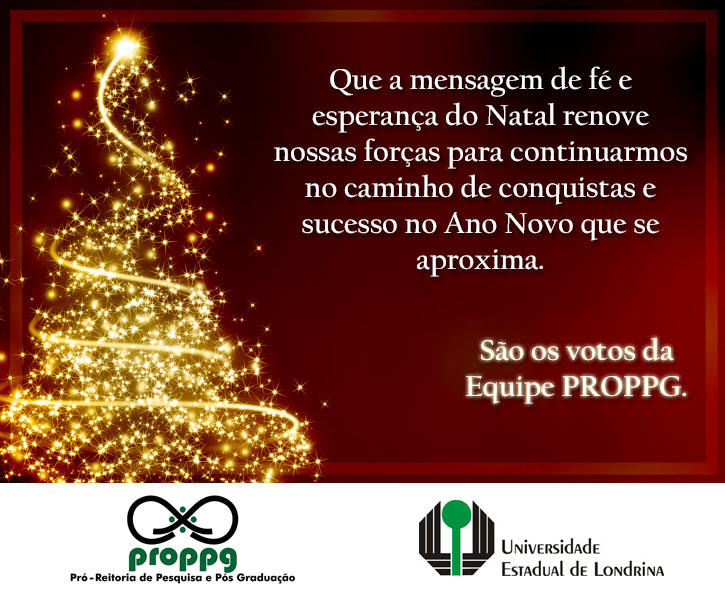 Que a mensagem de fé e
esperança do Natal renove
nossas forças para continuarmos
no caminho de conquistas e
sucesso no Ano Novo que se
aproxima.
São os votos da
Equipe PROPPG.
proppg
Pró-Reitoria de Pesquisa e Pós Graduação
Universidade
Estadual de Londrina